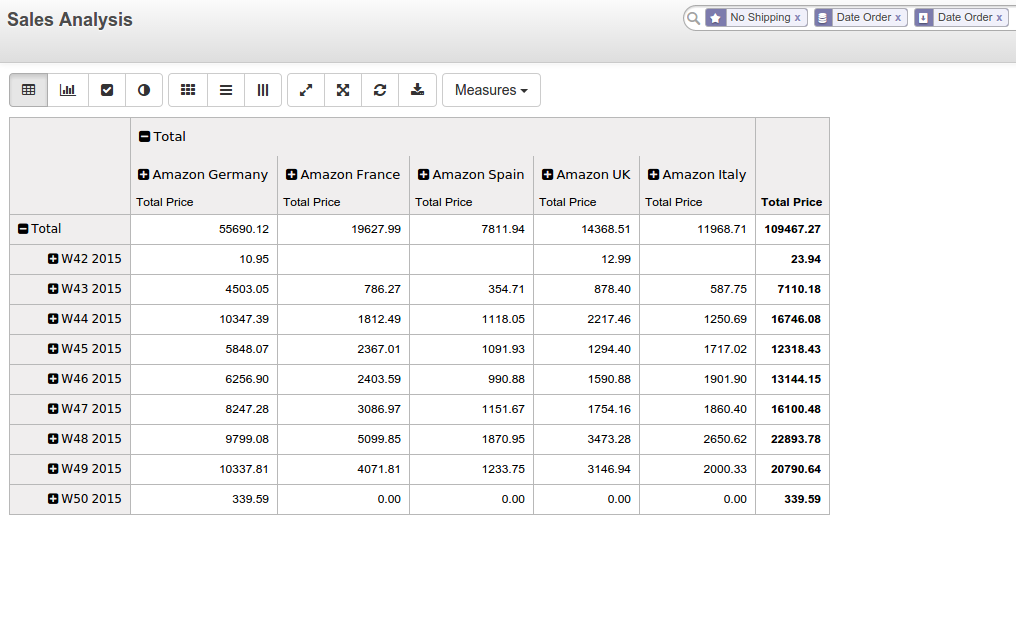 Sales Analysis
No Shipping x Date Order x Date Order x
Measures
Total
Amazon Germany Amazon France Amazon Spain Amazon UK Amazon Italy
Total Price Total Price Total Price Total Price Total Price Total Price
Total 55690.12 19627.99 7811.94 14368.51 11968.71 109467.27
W42 2015 10.95 12.99 23.94
W43 2015 4503.05 786.27 354.71 878.40 587.75 7110.18
W44 2015 10347.39 1812.49 1118.05 2217.46 1250.69 16746.08
W45 2015 5848.07 2367.01 1091.93 1294.40 1717.02 12318.43
W46 2015 6256.90 2403.59 990.88 1590.88 1901.90 13144.15
W47 2015 8247.28 3086.97 1151.67 1754.16 1860.40 16100.48
W48 2015 9799.08 5099.85 1870.95 3473.28 2650.62 22893.78
W49 2015 10337.81 4071.81 1233.75 3146.94 2000.33 20790.64
W50 2015 339.59 0.00 0.00 0.00 0.00 339.59